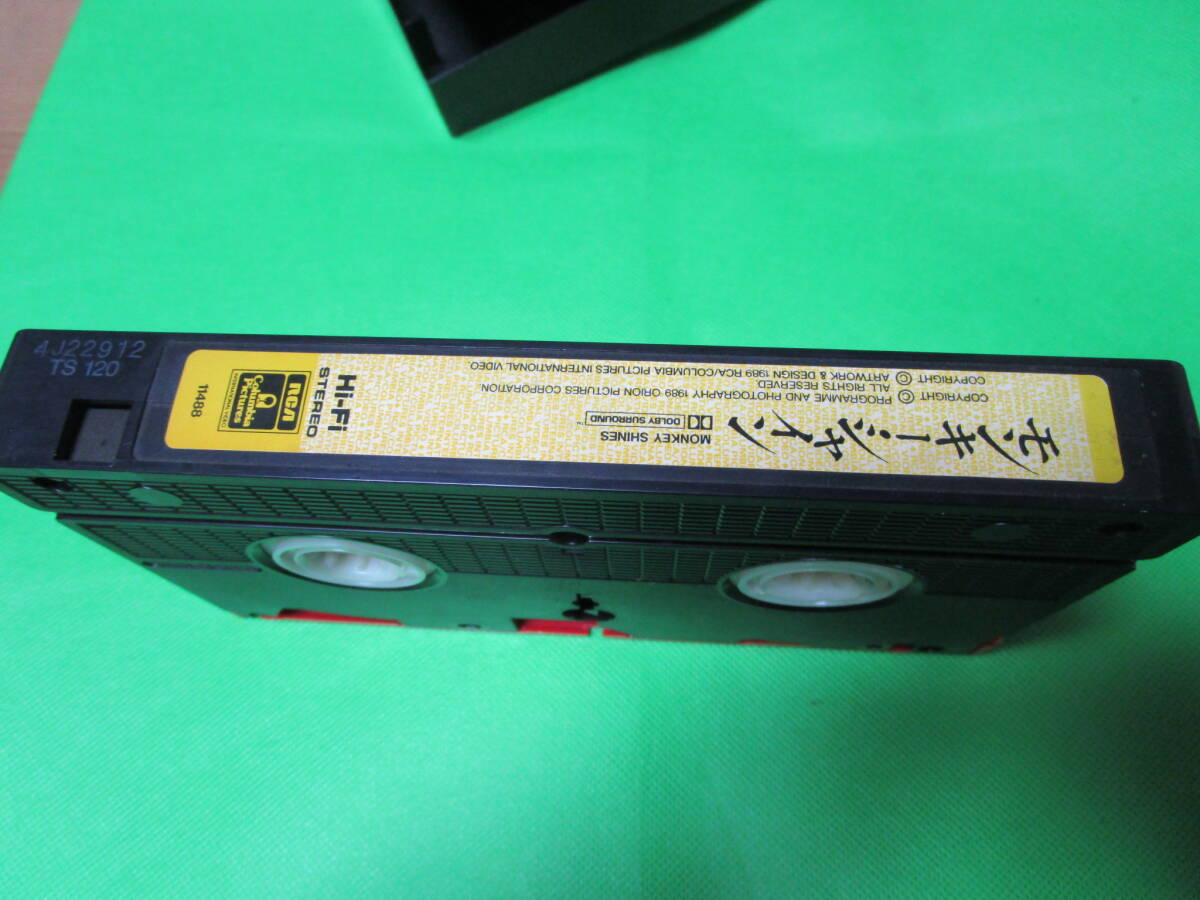 4J22912
TS 120
モンキー・シャイン
MONKEY SHINES
DOLBY SURROUND
TM
COPYRIGHT Ⓒ PROGRAMME AND PHOTOGRAPHY 1989 ORION PICTURES CORPORATION.
ALL RIGHTS RESERVED.
COPYRIGHT Ⓒ ARTWORK & DESIGN 1989 RCA/COLUMBIA PICTURES INTERNATIONAL VIDEO.
Hi-Fi
STEREO
RCA
Columbia
Pictures
11488